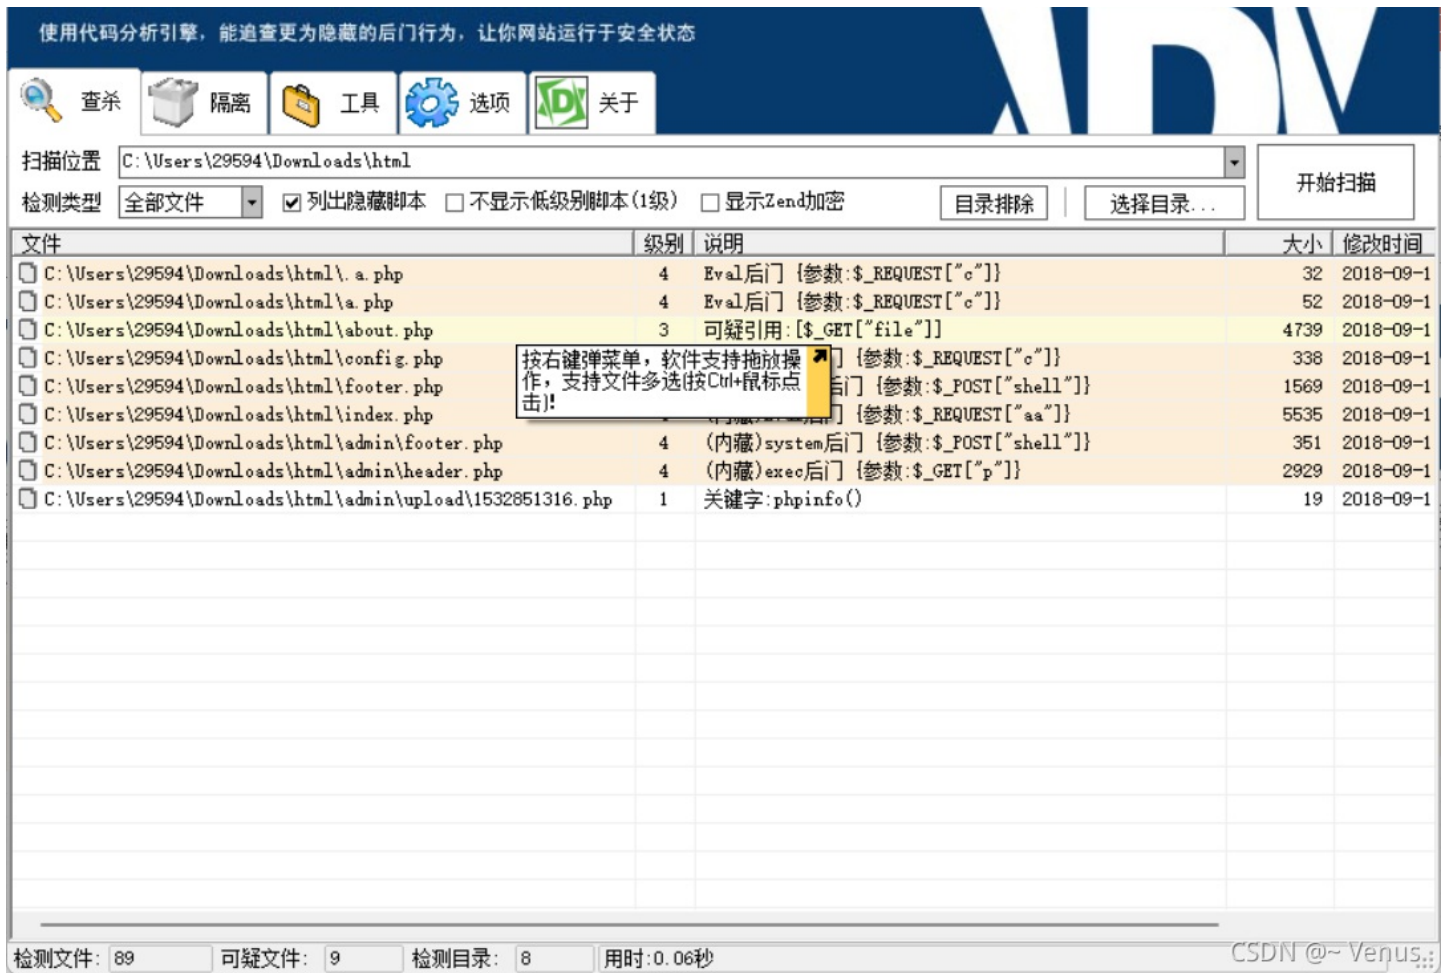 使用代码分析引擎，能追查更为隐藏的后门行为，让你网站运行于安全状态
查杀 隔离 工具 选项 关于
扫描位置 C:\Users\29594\Downloads\html 开始扫描
检测类型 全部文件 列出隐藏脚本 不显示低级别脚本(1级) 显示Zend加密 目录排除 选择目录...
文件 级别 说明 大小 修改时间
C:\Users\29594\Downloads\html\.a.php 4 Eval后门 {参数:$_REQUEST["c"]} 32 2018-09-1
C:\Users\29594\Downloads\html\a.php 4 Eval后门 {参数:$_REQUEST["c"]} 52 2018-09-1
C:\Users\29594\Downloads\html\about.php 3 可疑引用:[$_GET["file"]] 4739 2018-09-1
C:\Users\29594\Downloads\html\config.php 门 {参数:$_REQUEST["c"]} 338 2018-09-1
C:\Users\29594\Downloads\html\footer.php 后门 {参数:$_POST["shell"]} 1569 2018-09-1
C:\Users\29594\Downloads\html\index.php 后门 {参数:$_REQUEST["aa"]} 5535 2018-09-1
按右键弹菜单，软件支持拖放操
作，支持文件多选(按Ctrl+鼠标点
击)!
C:\Users\29594\Downloads\html\admin\footer.php 4 (内藏)system后门 {参数:$_POST["shell"]} 351 2018-09-1
C:\Users\29594\Downloads\html\admin\header.php 4 (内藏)exec后门 {参数:$_GET["p"]} 2929 2018-09-1
C:\Users\29594\Downloads\html\admin\upload\1532851316.php 1 关键字:phpinfo() 19 2018-09-1
检测文件: 89 可疑文件: 9 检测目录: 8 用时:0.06秒
CSDN @~ Venus.